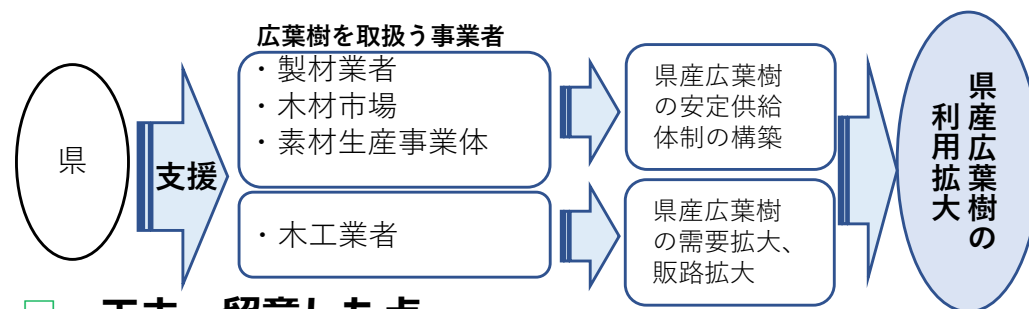 広葉樹を取扱う事業者
県
支援
・製材業者
・木材市場
・素材生産事業体
・木工業者
県産広葉樹
の安定供給
体制の構築
県産広葉樹
の需要拡大、
販路拡大
県産広葉樹の
利用拡大